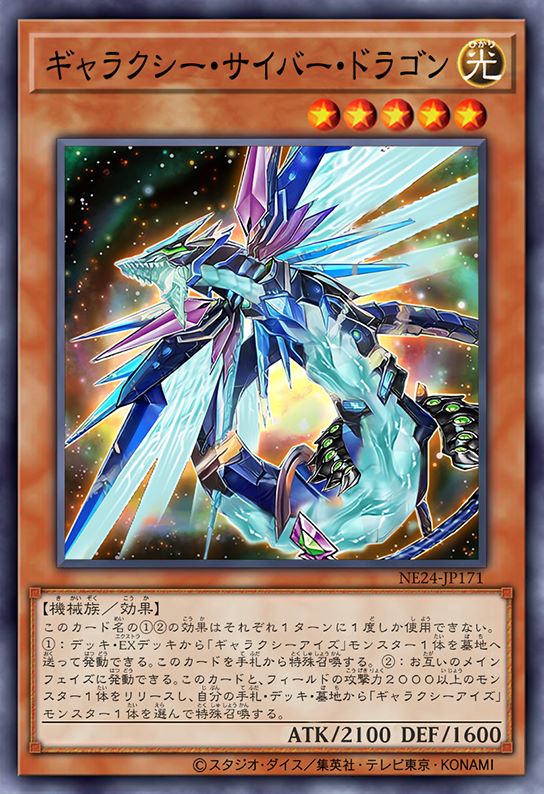 ギャラクシー・サイバー・ドラゴン 光
NE24-JP171
【機械族／効果】
このカード名の①②の効果はそれぞれ１ターンに１度しか使用できない。
①：デッキ・EXデッキから「ギャラクシーアイズ」モンスター１体を墓地へ
送って発動できる。このカードを手札から特殊召喚する。②：お互いのメイン
フェイズに発動できる。このカードと、フィールドの攻撃力２０００以上のモン
スター１体をリリースし、自分の手札・デッキ・墓地から「ギャラクシーアイズ」
モンスター１体を選んで特殊召喚する。
ATK/2100 DEF/1600
©スタジオ・ダイス／集英社・テレビ東京・KONAMI